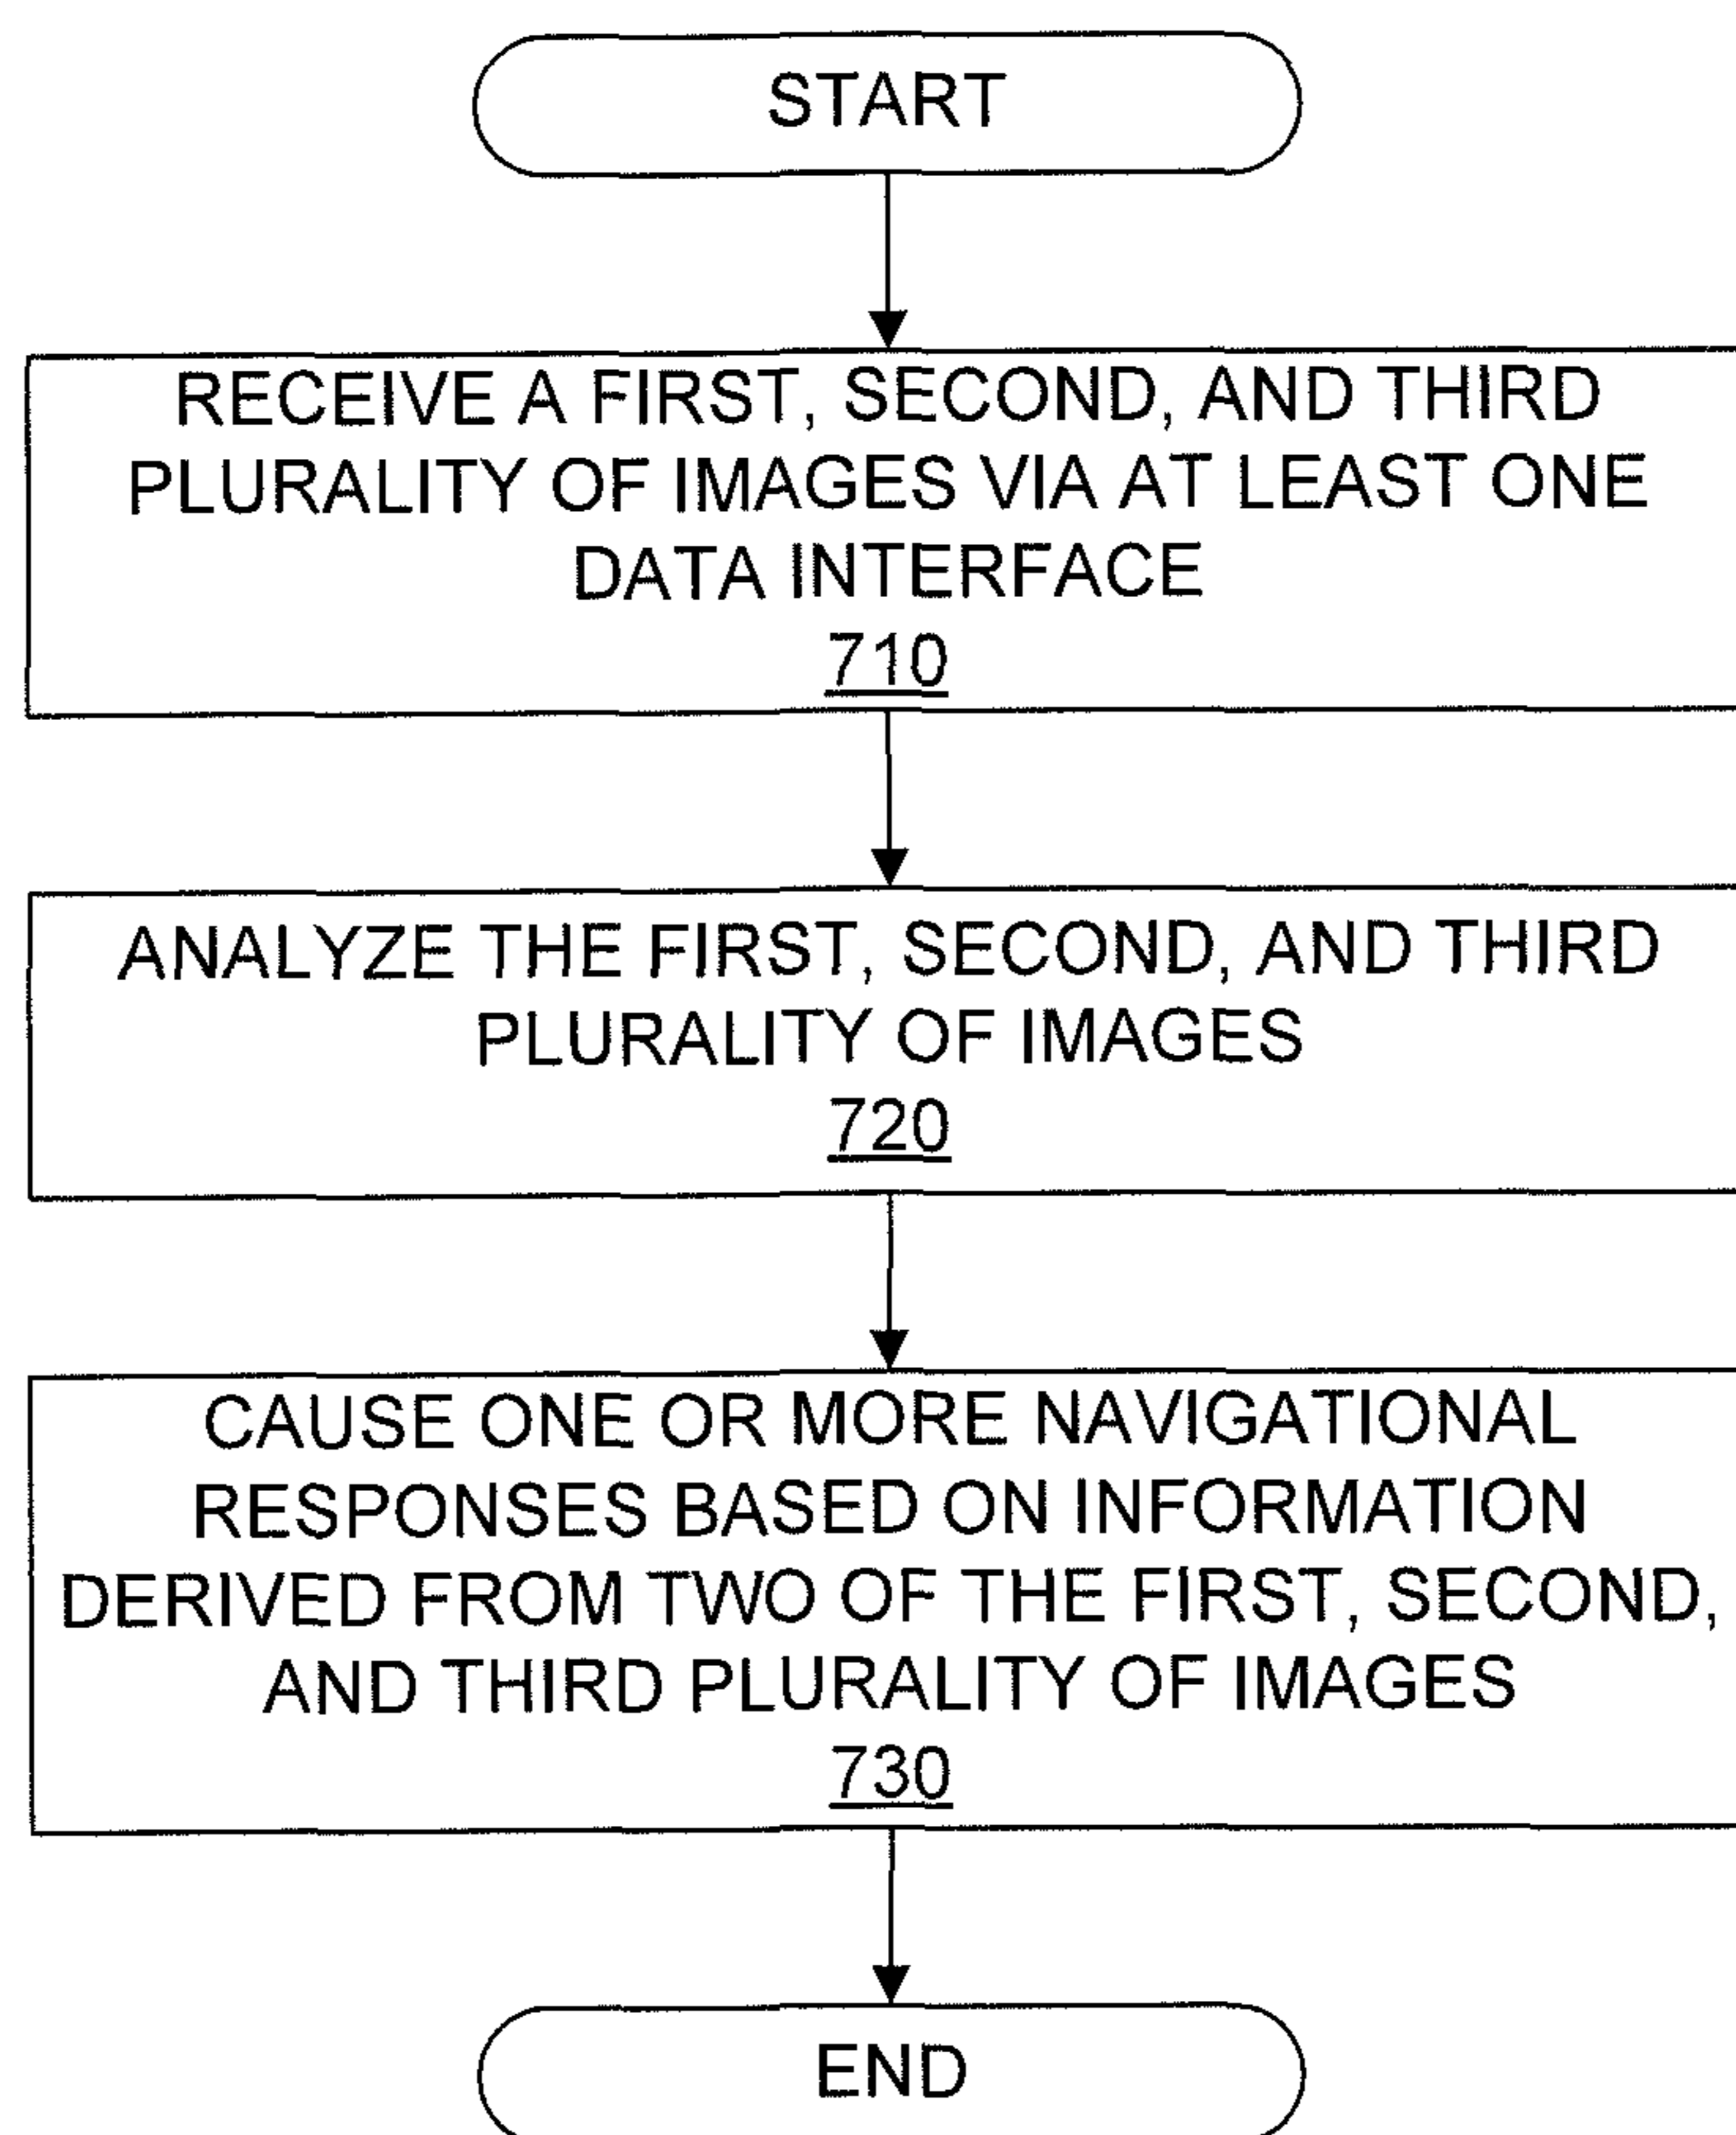 START
RECEIVE A FIRST, SECOND, AND THIRD
PLURALITY OF IMAGES VIA AT LEAST ONE
DATA INTERFACE
710
ANALYZE THE FIRST, SECOND, AND THIRD
PLURALITY OF IMAGES
720
CAUSE ONE OR MORE NAVIGATIONAL
RESPONSES BASED ON INFORMATION
DERIVED FROM TWO OF THE FIRST, SECOND,
AND THIRD PLURALITY OF IMAGES
730
END